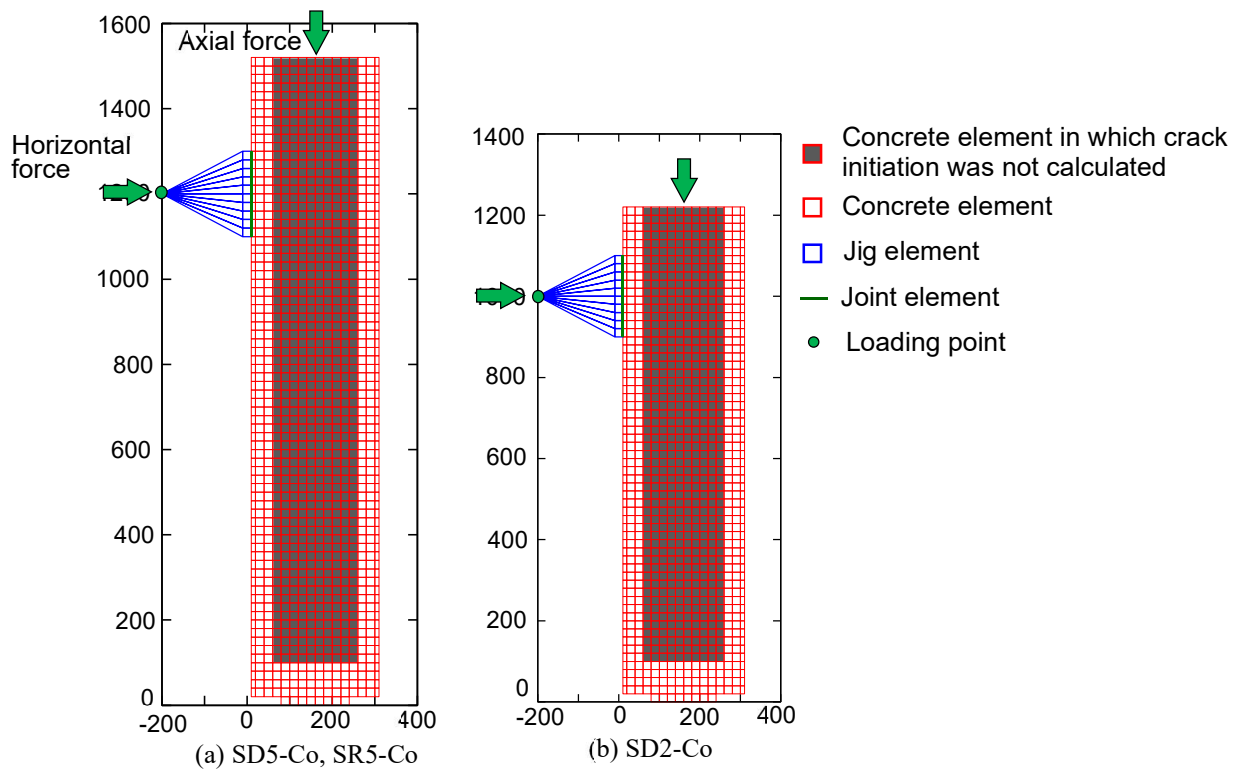 1600
Axial force
1400
Horizontal
force
1000
800
600
400
200
0
-200
0
200
400
(a) SD5-Co, SR5-Co
1400
1200
800
600
400
200
0
-200
0
200
400
(b) SD2-Co
Concrete element in which crack
initiation was not calculated
Concrete element
Jig element
Joint element
Loading point